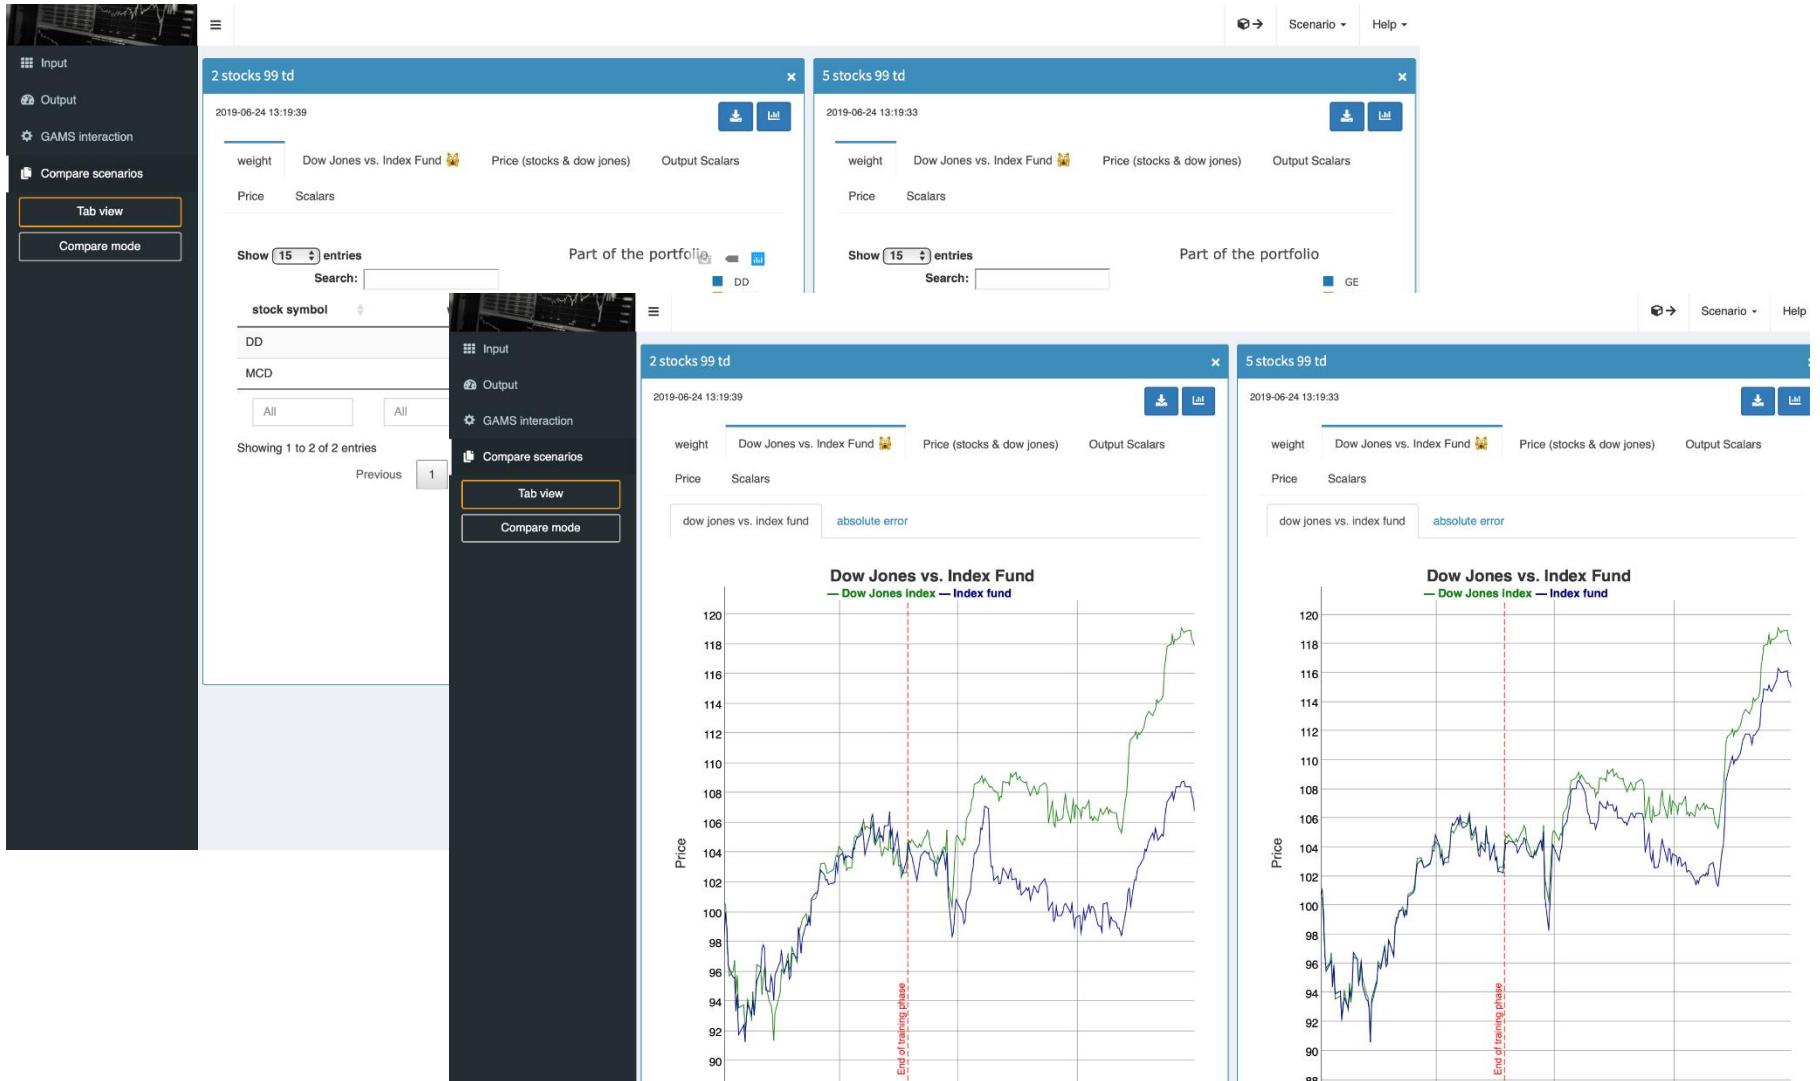 Scenario
Help
Input
Output
GAMS interaction
Compare scenarios
Tab view
Compare mode
2 stocks 99 td
×
2019-06-24 13:19:39
weight
Dow Jones vs. Index Fund 🙀
Price (stocks & dow jones)
Output Scalars
Price
Scalars
Show 15 entries
Search:
Part of the portfolio
DD
stock symbol
DD
MCD
All
All
Showing 1 to 2 of 2 entries
Previous
1
5 stocks 99 td
×
2019-06-24 13:19:33
weight
Dow Jones vs. Index Fund 🙀
Price (stocks & dow jones)
Output Scalars
Price
Scalars
Show 15 entries
Search:
Part of the portfolio
GE
Scenario
Help
Input
Output
GAMS interaction
Compare scenarios
Tab view
Compare mode
2 stocks 99 td
×
2019-06-24 13:19:39
weight
Dow Jones vs. Index Fund 🙀
Price (stocks & dow jones)
Output Scalars
Price
Scalars
dow jones vs. index fund
absolute error
Dow Jones vs. Index Fund
— Dow Jones index — Index fund
120
118
116
114
112
110
108
106
104
102
100
98
96
94
92
90
Price
End of training phase
5 stocks 99 td
2019-06-24 13:19:33
weight
Dow Jones vs. Index Fund 🙀
Price (stocks & dow jones)
Output Scalars
Price
Scalars
dow jones vs. index fund
absolute error
Dow Jones vs. Index Fund
— Dow Jones index — Index fund
120
118
116
114
112
110
108
106
104
102
100
98
96
94
92
90
88
Price
End of training phase